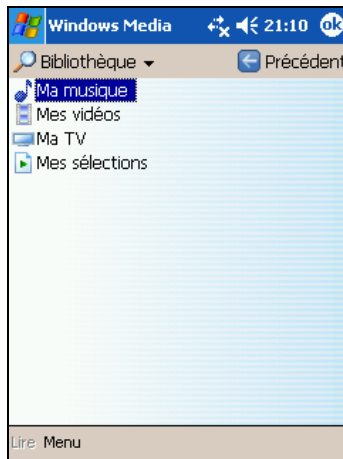 Windows Media 21:10 ok
Bibliothèque Précédent
Ma musique
Mes vidéos
Ma TV
Mes sélections
Lire Menu